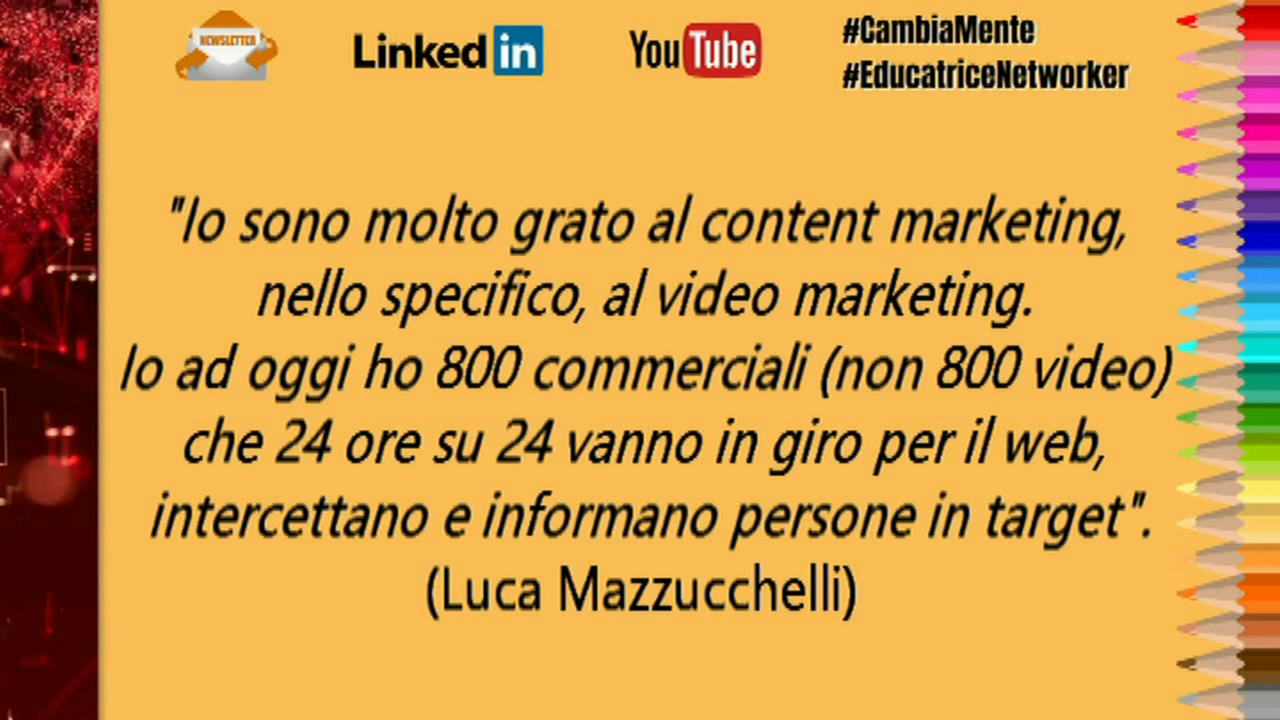 NEWSLETTER
Linked in
YouTube
#CambiaMente
#EducatriceNetworker
"Io sono molto grato al content marketing,
nello specifico, al video marketing.
Io ad oggi ho 800 commerciali (non 800 video)
che 24 ore su 24 vanno in giro per il web,
intercettano e informano persone in target".
(Luca Mazzucchelli)